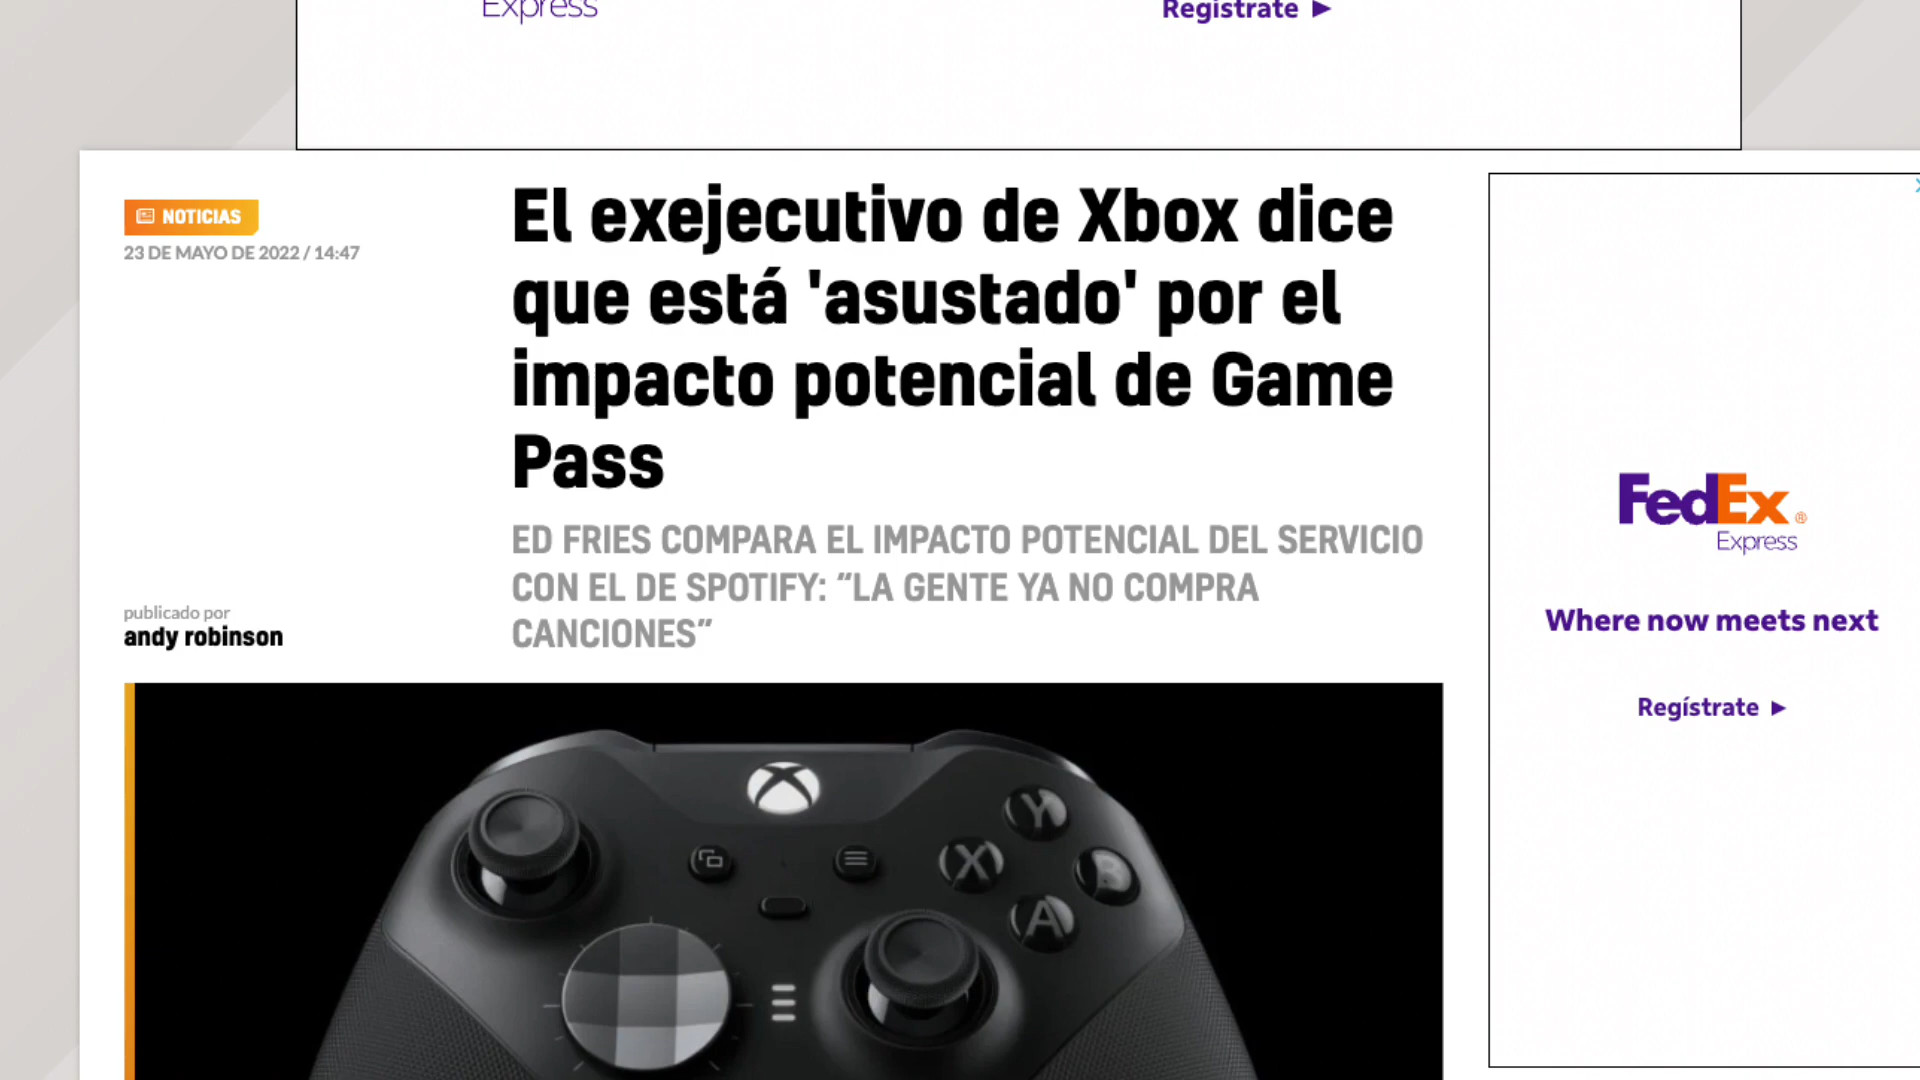 Express
Regístrate ►
NOTICIAS
23 DE MAYO DE 2022 / 14:47
El exejecutivo de Xbox dice
que está 'asustado' por el
impacto potencial de Game
Pass
ED FRIES COMPARA EL IMPACTO POTENCIAL DEL SERVICIO
CON EL DE SPOTIFY: “LA GENTE YA NO COMPRA
CANCIONES”
publicado por
andy robinson
FedEx®
Express
Where now meets next
Regístrate ►
Y
X
B
A